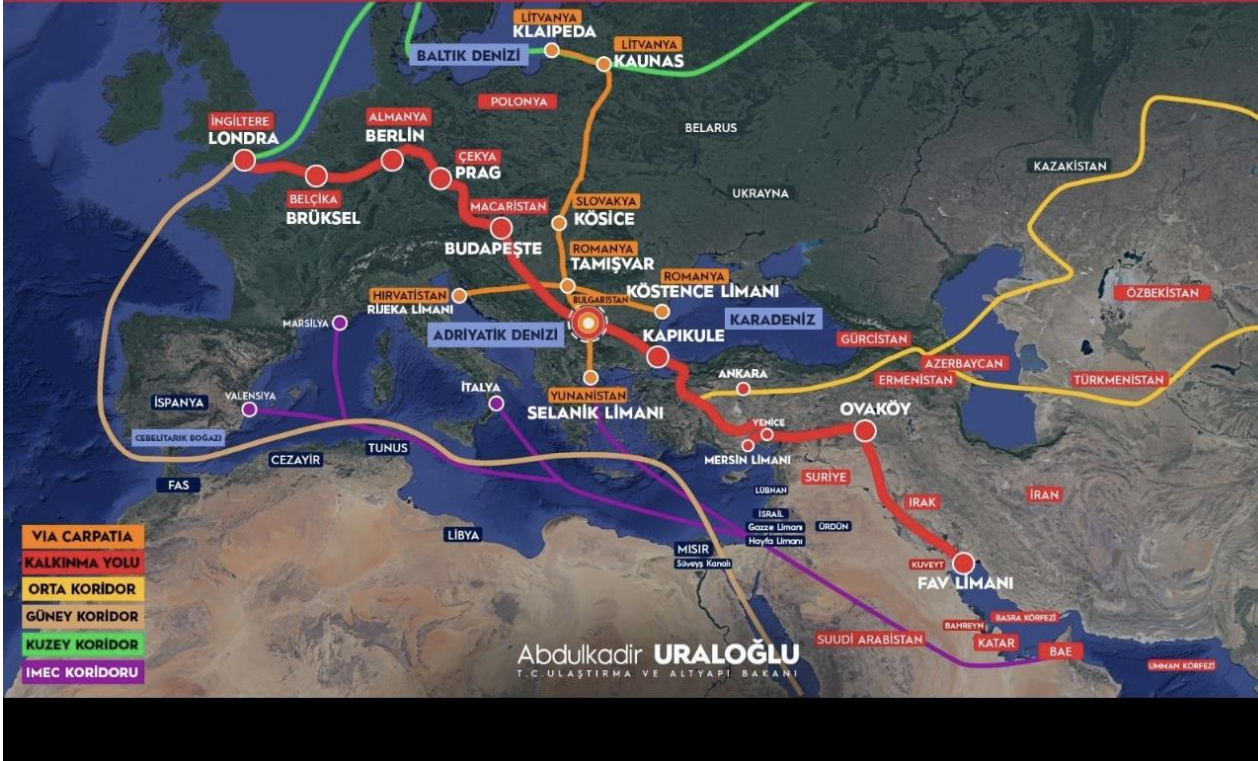 LİTVANYA
KLAIPEDA
LİTVANYA
KAUNAS
BALTIK DENİZİ
POLONYA
BELARUS
İNGİLTERE
LONDRA
ALMANYA
BERLİN
ÇEKYA
PRAG
BELÇİKA
BRÜKSEL
MACARİSTAN
BUDAPEŞTE
SLOVAKYA
KÖSİCE
UKRAYNA
KAZAKİSTAN
ROMANYA
TAMIŞVAR
ROMANYA
KÖSTENCE LİMANI
HIRVATİSTAN
RİJEKA LİMANI
BULGARİSTAN
ÖZBEKİSTAN
MARSİLYA
ADRİYATİK DENİZİ
KARADENİZ
KAPIKULE
GÜRCİSTAN
AZERBAYCAN
ERMENİSTAN
TÜRKMENİSTAN
ANKARA
İTALYA
YUNANİSTAN
SELANİK LİMANI
İSPANYA
VALENSİYA
OVAKÖY
YENİCE
MERSİN LİMANI
CEBELİTARIK BOĞAZI
CEZAYİR
TUNUS
FAS
SURİYE
LÜBNAN
IRAK
İRAN
İSRAİL
Gazze Limanı
Hayfa Limanı
ÜRDÜN
LİBYA
MISIR
Süveyş Kanalı
KUVEYT
FAV LİMANI
VIA CARPATIA
KALKINMA YOLU
ORTA KORİDOR
GÜNEY KORİDOR
KUZEY KORİDOR
IMEC KORİDORU
BASRA KÖRFEZİ
BAHREYN
SUUDİ ARABİSTAN
KATAR
BAE
UMMAN KÖRFEZİ
Abdulkadir URALOĞLU
T.C. ULAŞTIRMA VE ALTYAPI BAKANI